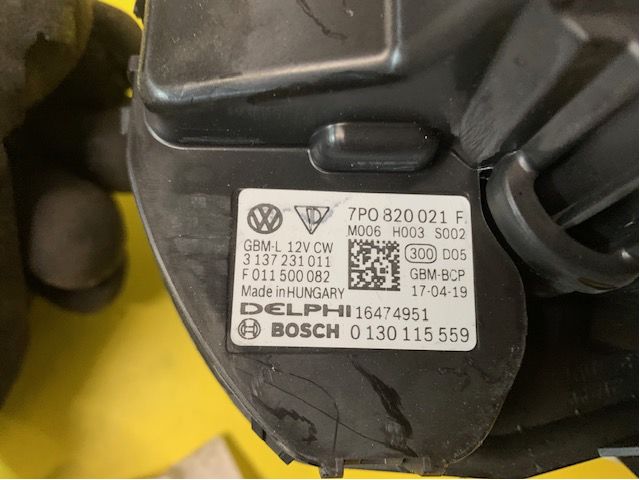 7P0 820 021 F
M006 H003 S002
GBM-L 12V CW
3 137 231 011
F 011 500 082
Made in HUNGARY
300 D05
GBM-BCP
17-04-19
DELPHI 16474951
BOSCH 0 130 115 559